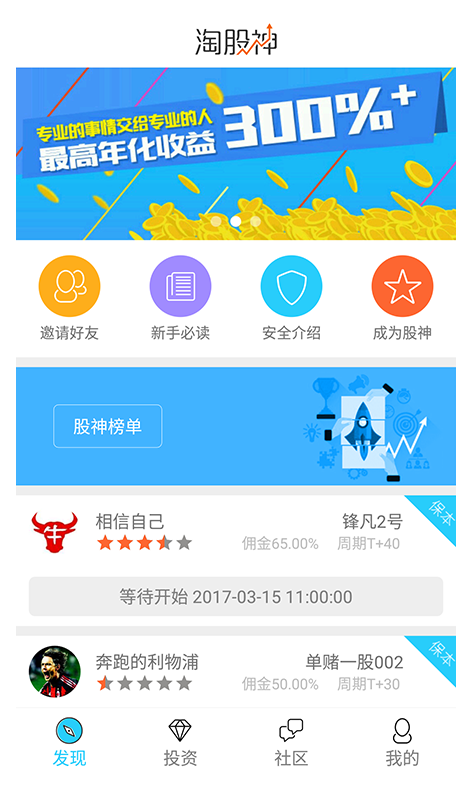 淘股神
专业的事情交给专业的人
最高年化收益 300%+
邀请好友
新手必读
安全介绍
成为股神
股神榜单
保本
相信自己
锋凡2号
佣金65.00%
周期T+40
等待开始 2017-03-15 11:00:00
保本
奔跑的利物浦
单赌一股002
佣金50.00%
周期T+30
发现
投资
社区
我的